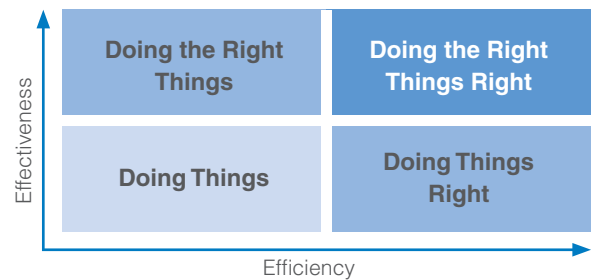 Effectiveness
Doing the Right
Things
Doing the Right
Things Right
Doing Things
Doing Things
Right
Efficiency